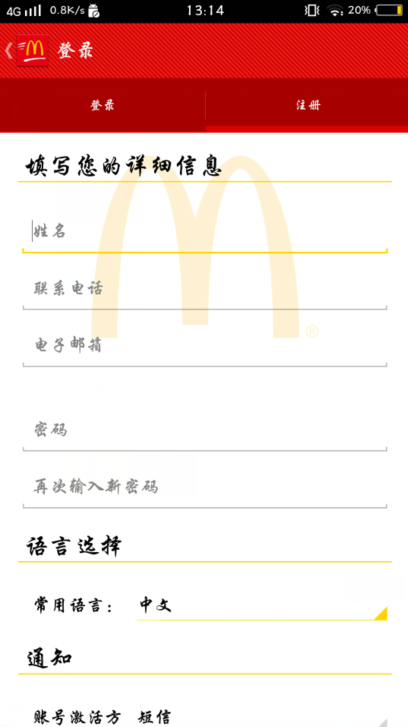 4G 0.8K/s 13:14 20%
登录
登录 注册
填写您的详细信息
姓名
联系电话
®
电子邮箱
密码
再次输入新密码
语言选择
常用语言： 中文
通知
账号激活方 短信